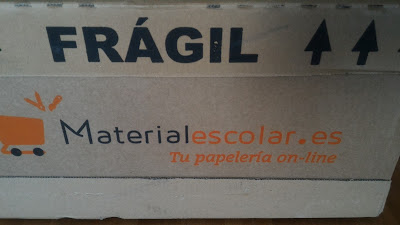 FRÁGIL
Materialescolar.es
Tu papelería on-line